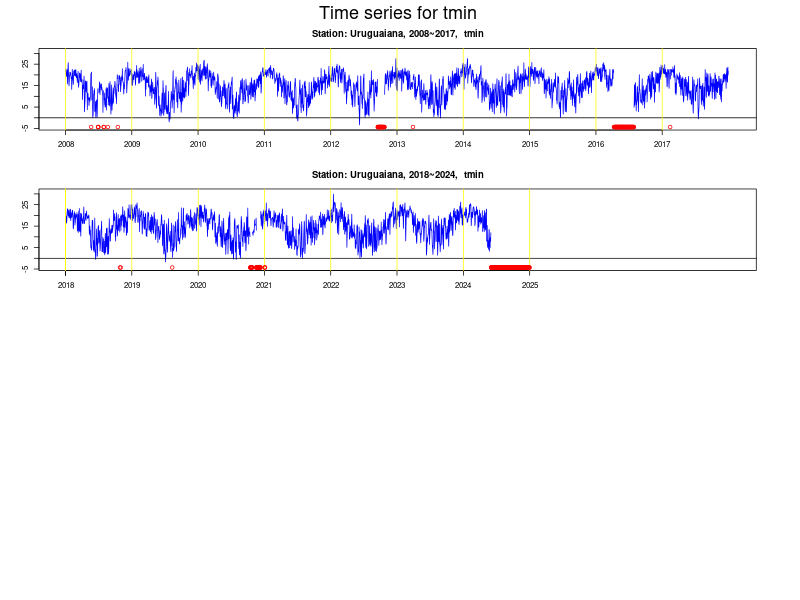 Time series for tmin
Station: Uruguaiana, 2008~2017, tmin
-5 5 15 25
2008 2009 2010 2011 2012 2013 2014 2015 2016 2017
Station: Uruguaiana, 2018~2024, tmin
-5 5 15 25
2018 2019 2020 2021 2022 2023 2024 2025